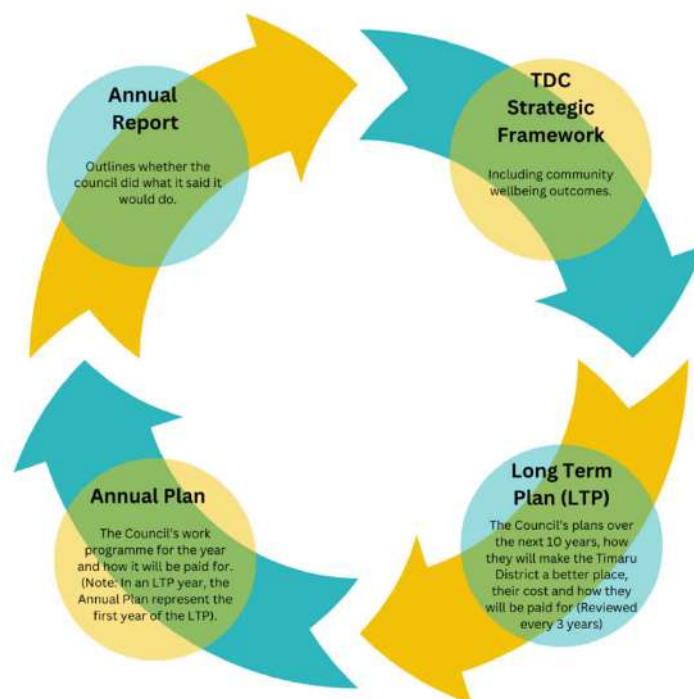 Annual
Report
Outlines whether the
council did what it said it
would do.
TDC
Strategic
Framework
Including community
wellbeing outcomes.
Long Term
Plan (LTP)
The Council's plans over
the next 10 years, how
they will make the Timaru
District a better place,
their cost and how they
will be paid for (Reviewed
every 3 years)
Annual Plan
The Council's work
programme for the year
and how it will be paid for.
(Note: In an LTP year, the
Annual Plan represent the
first year of the LTP).